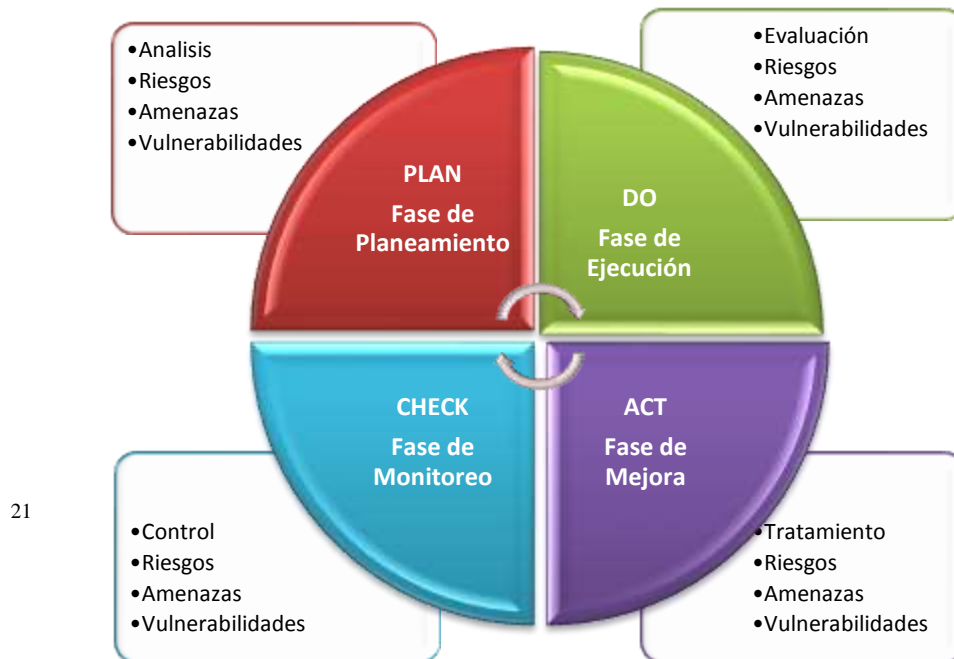 •Analisis
•Riesgos
•Amenazas
•Vulnerabilidades
•Evaluación
•Riesgos
•Amenazas
•Vulnerabilidades
PLAN
Fase de
Planeamiento
DO
Fase de
Ejecución
CHECK
Fase de
Monitoreo
ACT
Fase de
Mejora
21
•Control
•Riesgos
•Amenazas
•Vulnerabilidades
•Tratamiento
•Riesgos
•Amenazas
•Vulnerabilidades